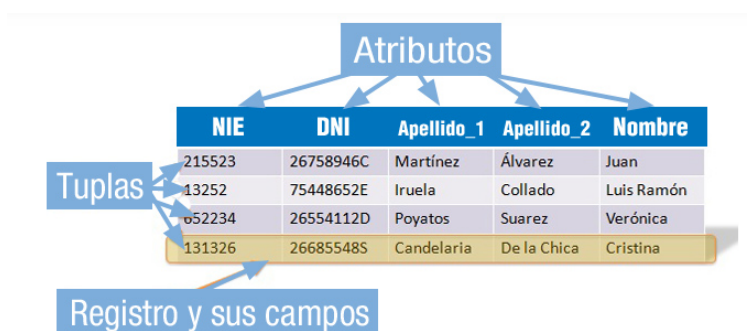 Atributos
NIE DNI Apellido_1 Apellido_2 Nombre
215523 26758946C Martínez Álvarez Juan
Tuplas
13252 75448652E Iruela Collado Luis Ramón
652234 26554112D Poyatos Suarez Verónica
131326 26685548S Candelaria De la Chica Cristina
Registro y sus campos